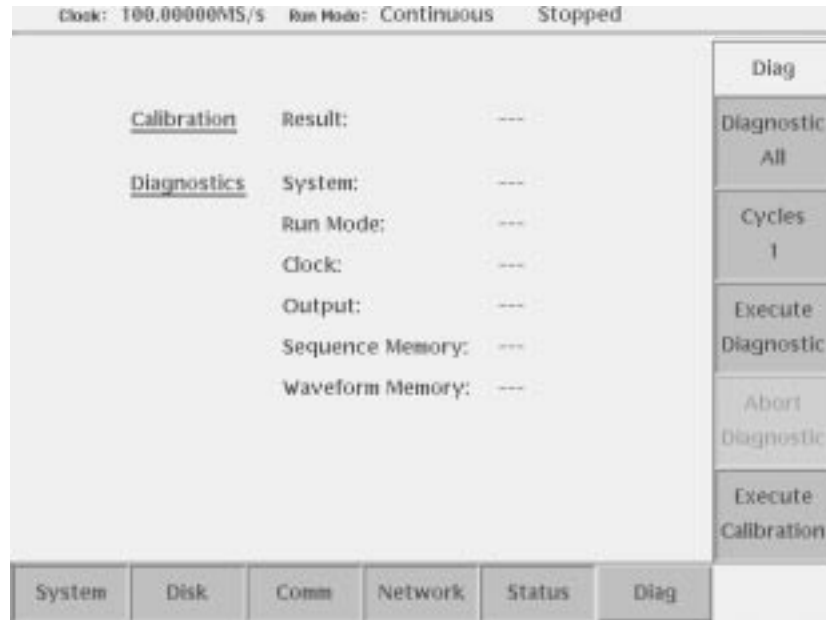 Clock: 100.00000MS/s Run Mode: Continuous Stopped
Diag
Calibration Result: ---
Diagnostic
All
Diagnostics System: ---
Run Mode: ---
Cycles
1
Clock: ---
Output: ---
Execute
Diagnostic
Sequence Memory: ---
Waveform Memory: ---
Abort
Diagnostic
Execute
Calibration
System Disk Comm Network Status Diag